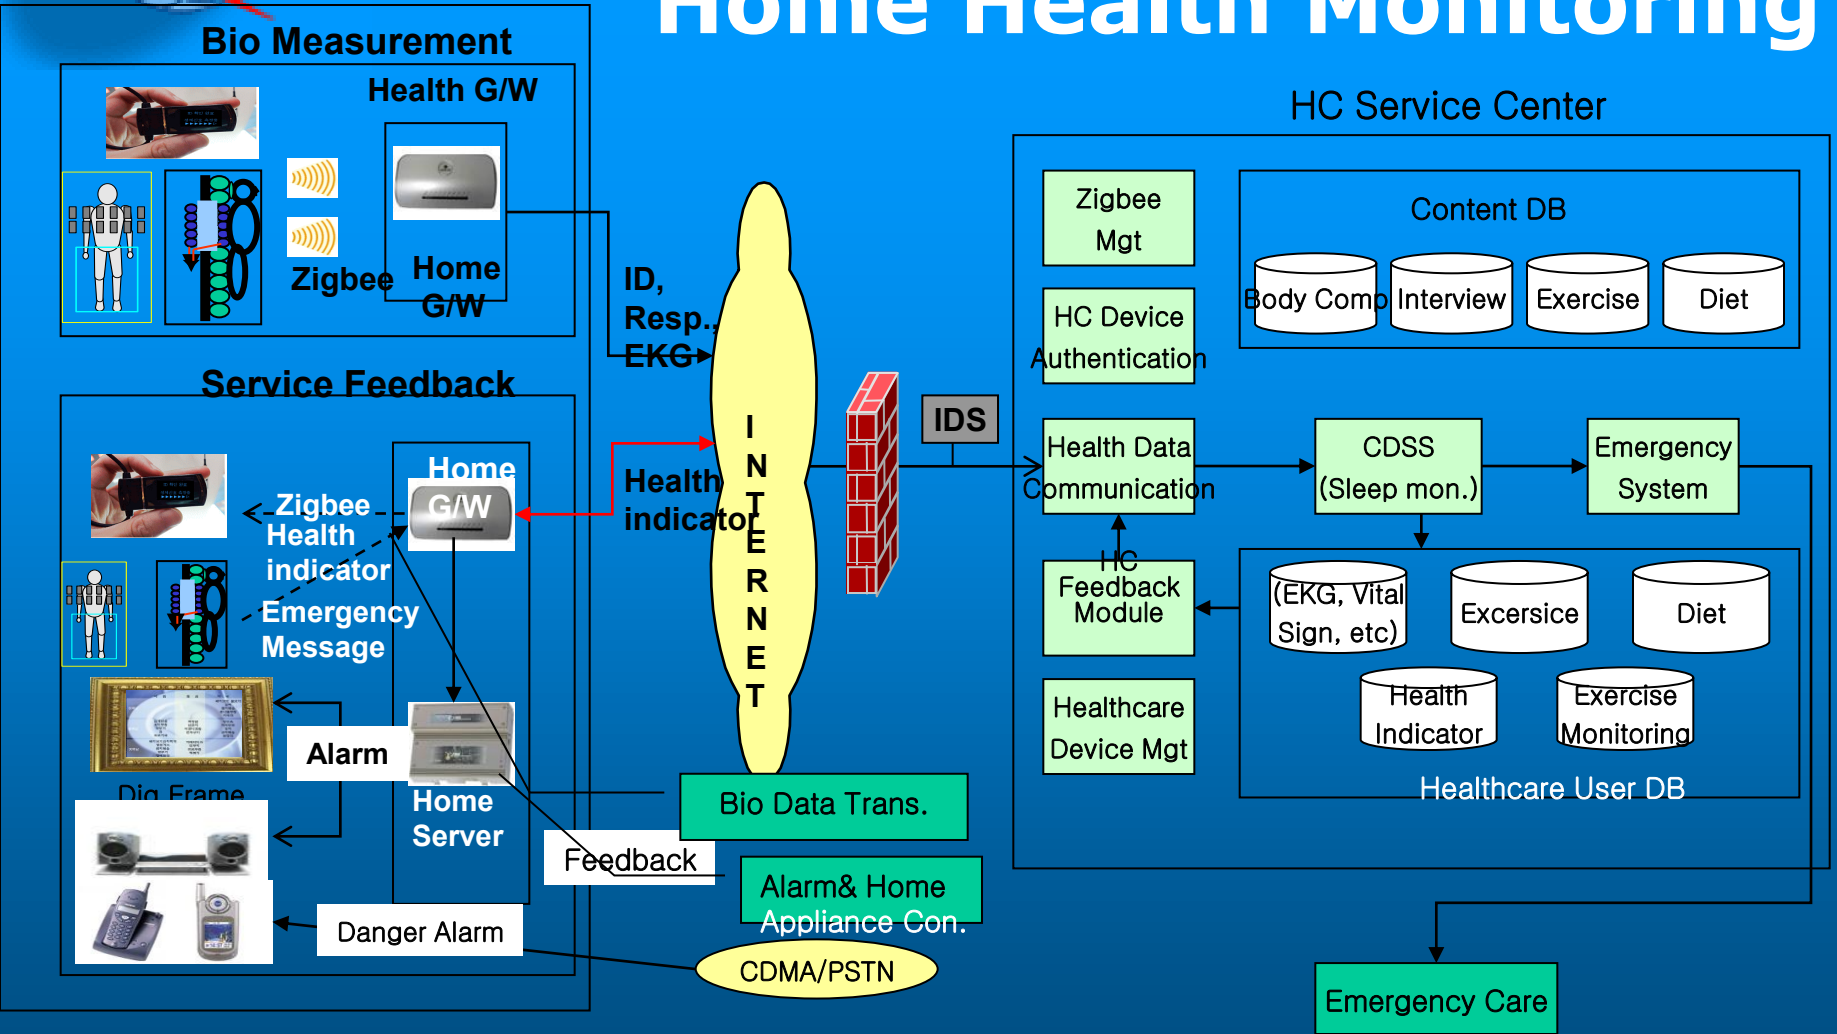 Home Health Monitoring
Bio Measurement
Health G/W
Zigbee
Home
G/W
ID,
Resp.,
EKG
Service Feedback
Home
G/W
Zigbee
Health
indicator
Emergency
Message
Alarm
Dig Frame
Home
Server
Danger Alarm
Health
indicator
INTERNET
IDS
Feedback
Bio Data Trans.
Alarm& Home
Appliance Con.
CDMA/PSTN
HC Service Center
Zigbee
Mgt
HC Device
Authentication
Health Data
Communication
HC
Feedback
Module
Healthcare
Device Mgt
Content DB
Body Comp
Interview
Exercise
Diet
CDSS
(Sleep mon.)
Emergency
System
(EKG, Vital
Sign, etc)
Excersice
Diet
Health
Indicator
Exercise
Monitoring
Healthcare User DB
Emergency Care